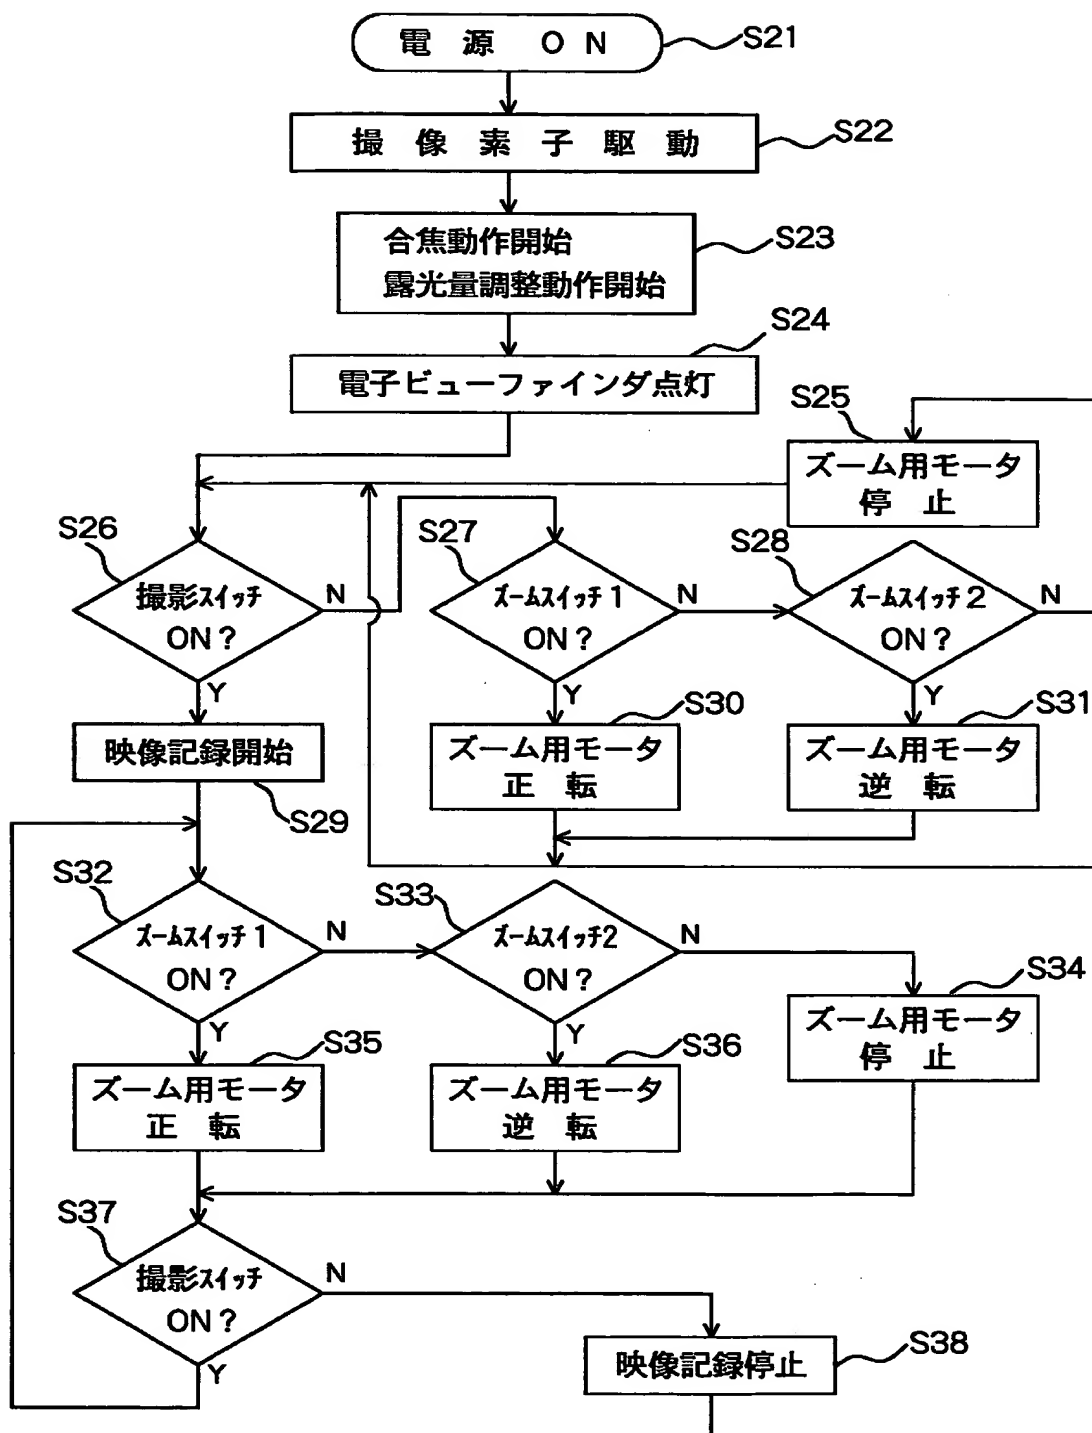 電源 ON
S21
撮像素子駆動
S22
合焦動作開始
露光量調整動作開始
S23
電子ビューファインダ点灯
S24
S25
ズーム用モータ
停止
S26
撮影スイッチ
ON?
N
Y
S27
ズームスイッチ1
ON?
N
Y
S28
ズームスイッチ2
ON?
N
Y
映像記録開始
S29
S30
ズーム用モータ
正転
S31
ズーム用モータ
逆転
S32
ズームスイッチ1
ON?
N
Y
S33
ズームスイッチ2
ON?
N
Y
S34
ズーム用モータ
停止
S35
ズーム用モータ
正転
S36
ズーム用モータ
逆転
S37
撮影スイッチ
ON?
N
Y
映像記録停止
S38